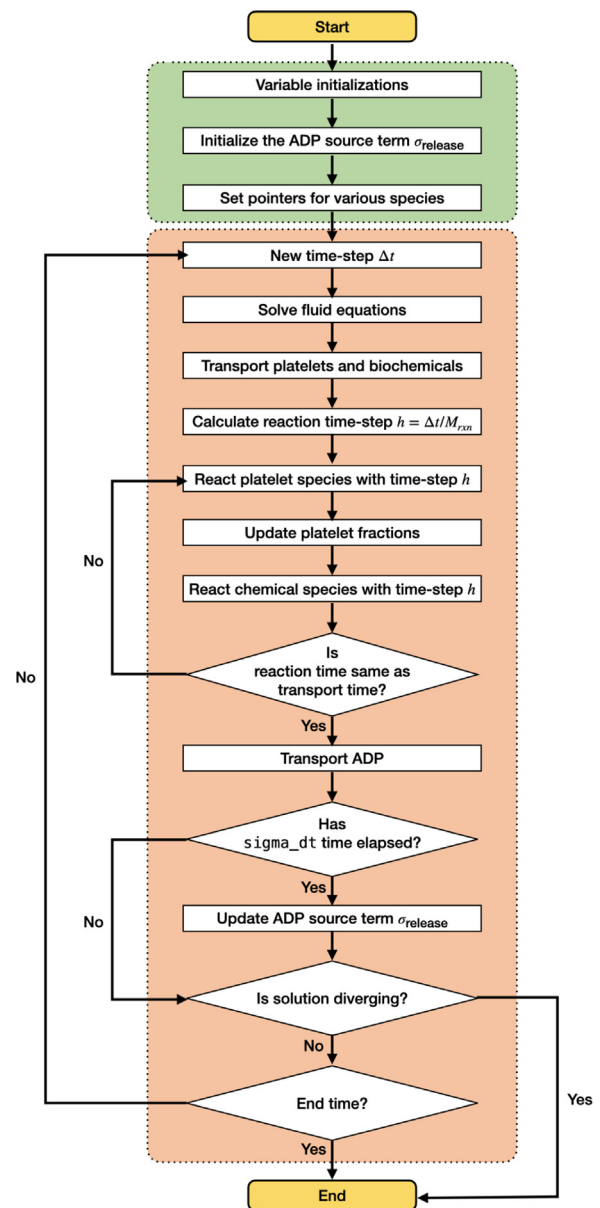 Start
Variable initializations
Initialize the ADP source term σrelease
Set pointers for various species
New time-step Δt
Solve fluid equations
Transport platelets and biochemicals
Calculate reaction time-step h = Δt/Mrxn
React platelet species with time-step h
No
Update platelet fractions
React chemical species with time-step h
Is
reaction time same as
transport time?
No
Yes
Transport ADP
Has
sigma_dt time elapsed?
Yes
No
Update ADP source term σrelease
Is solution diverging?
No
End time?
Yes
Yes
End